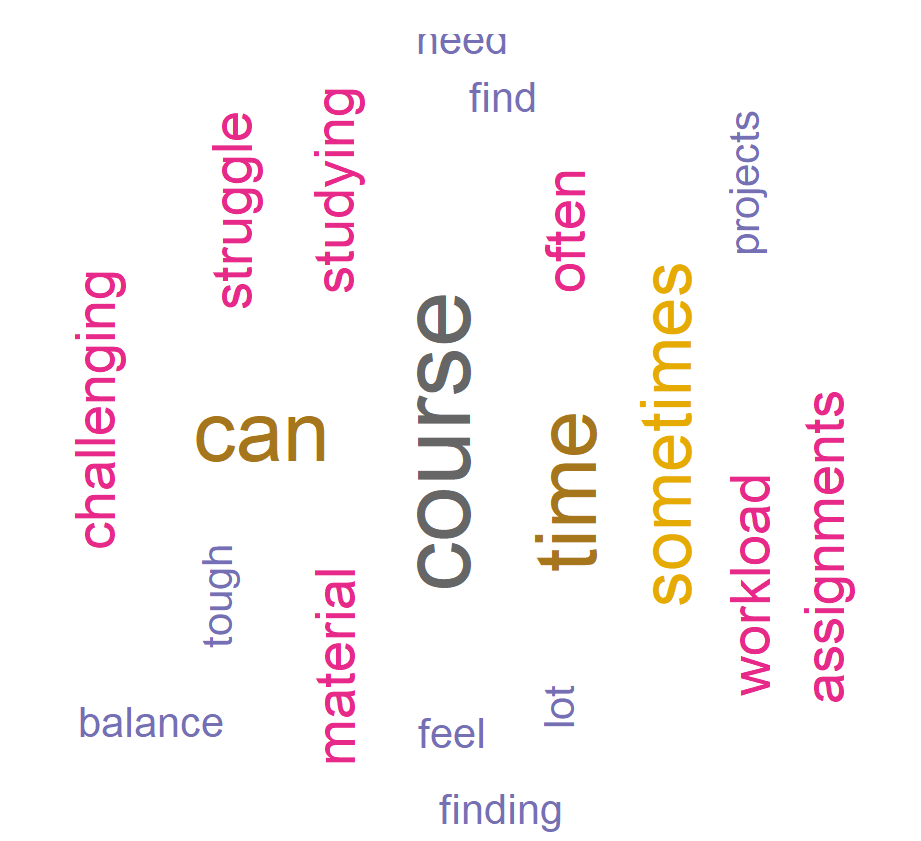 need
find
struggle
studying
often
projects
challenging
can
course
time
sometimes
workload
assignments
tough
material
balance
feel
lot
finding